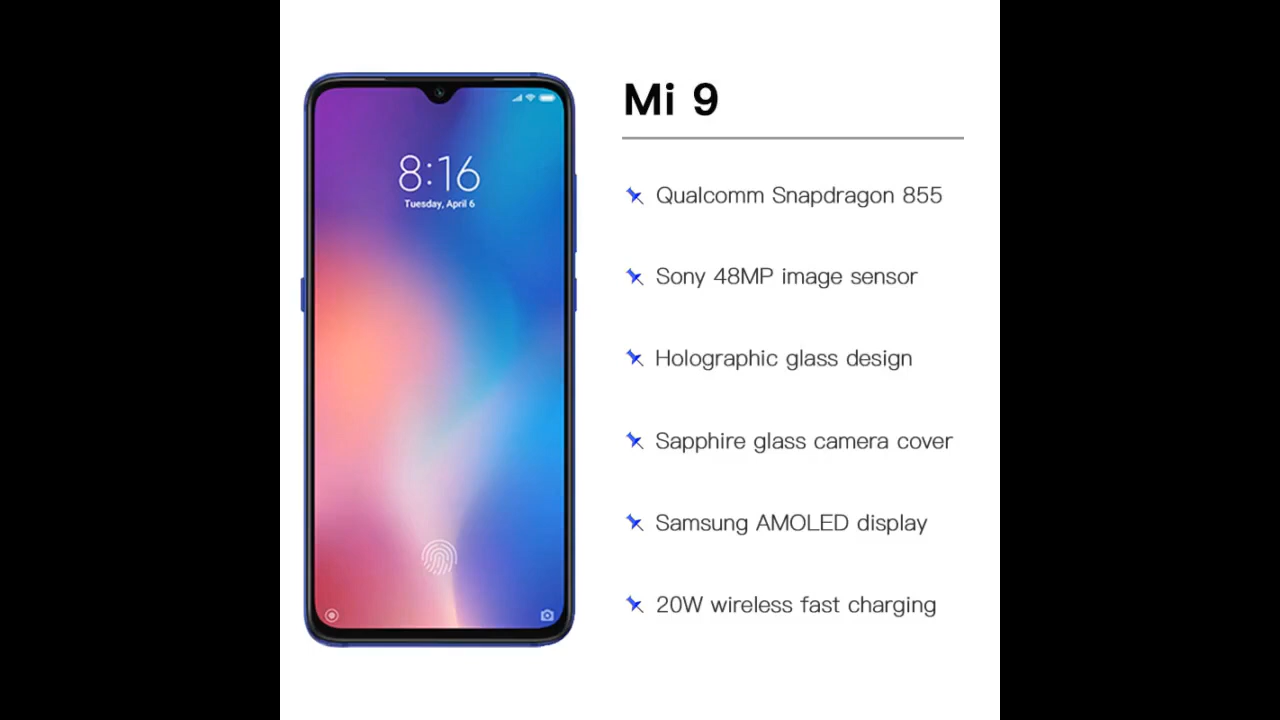 Mi 9
8:16
Tuesday, April 6
Qualcomm Snapdragon 855
Sony 48MP image sensor
Holographic glass design
Sapphire glass camera cover
Samsung AMOLED display
20W wireless fast charging